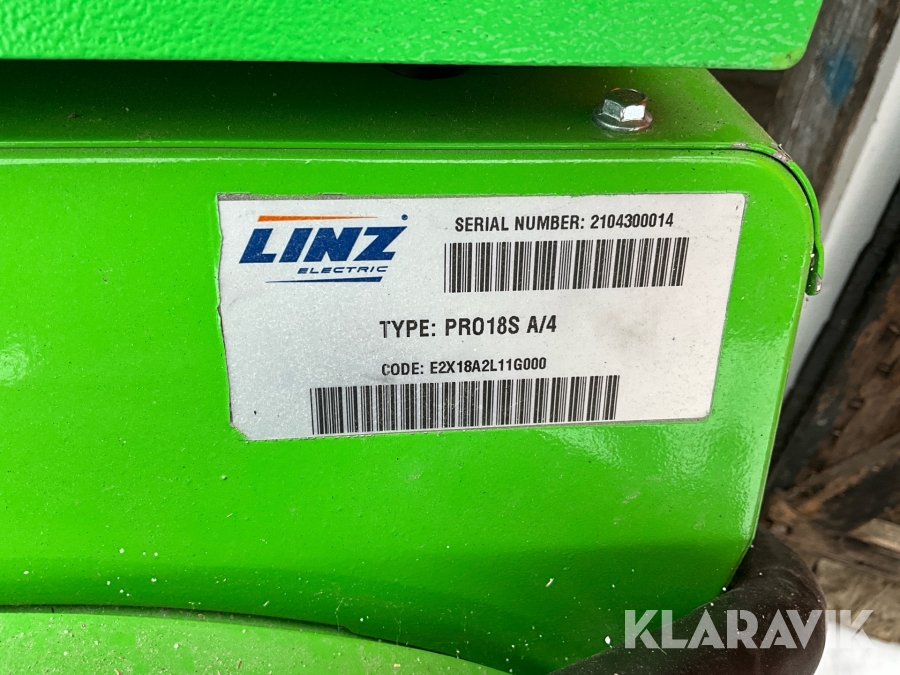 LINZ®
ELECTRIC
SERIAL NUMBER: 2104300014
TYPE: PRO18S A/4
CODE: E2X18A2L11G000
KLARAVIK